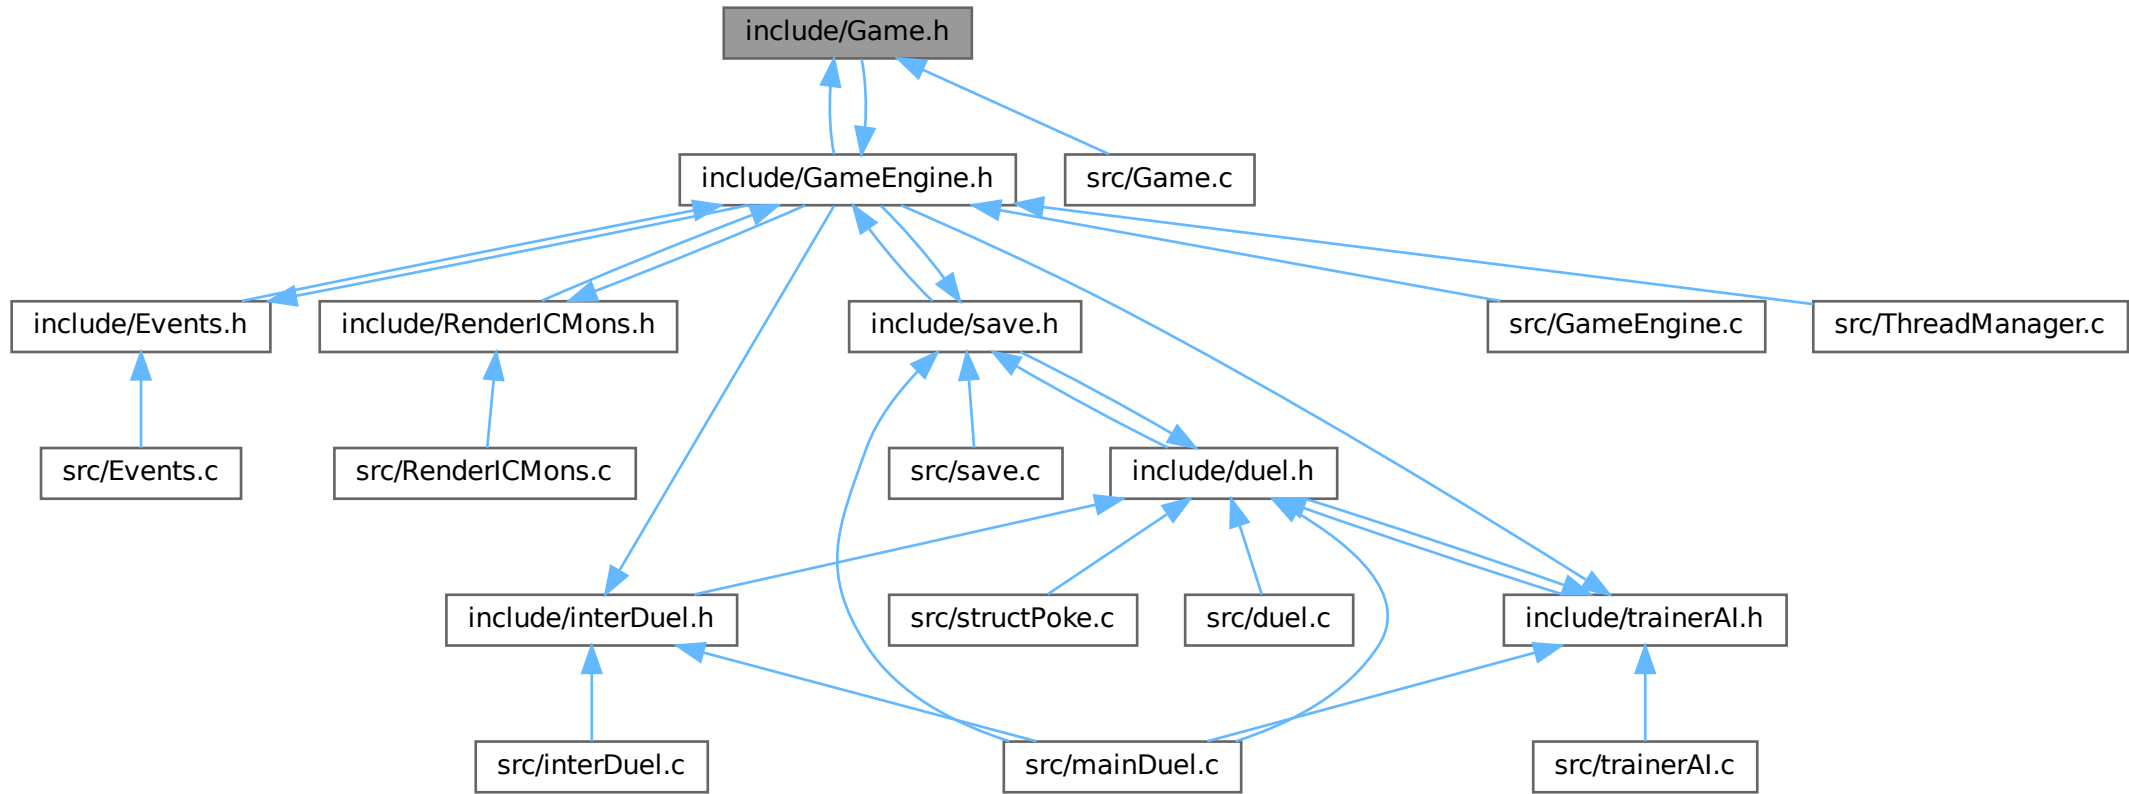 include/Game.h
include/GameEngine.h
src/Game.c
include/Events.h
include/RenderICMons.h
include/save.h
src/GameEngine.c
src/ThreadManager.c
src/Events.c
src/RenderICMons.c
src/save.c
include/duel.h
include/interDuel.h
src/structPoke.c
src/duel.c
include/trainerAI.h
src/interDuel.c
src/mainDuel.c
src/trainerAI.c